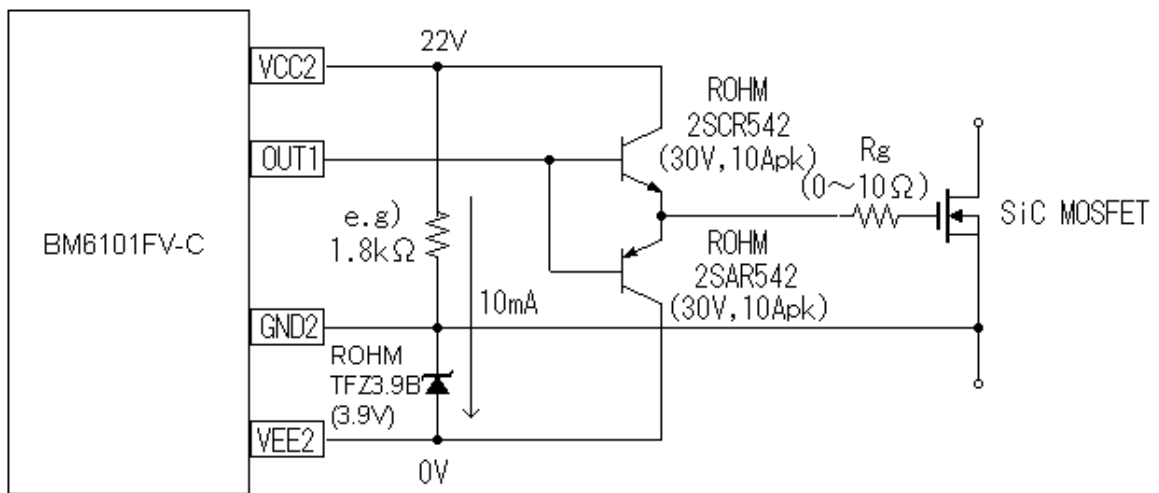 BM6101FV-C
VCC2
OUT1
GND2
VEE2
22V
e.g)
1.8kΩ
10mA
ROHM
TFZ3.9B
(3.9V)
0V
ROHM
2SCR542
(30V,10Apk)
ROHM
2SAR542
(30V,10Apk)
Rg
(0～10Ω)
SiC MOSFET